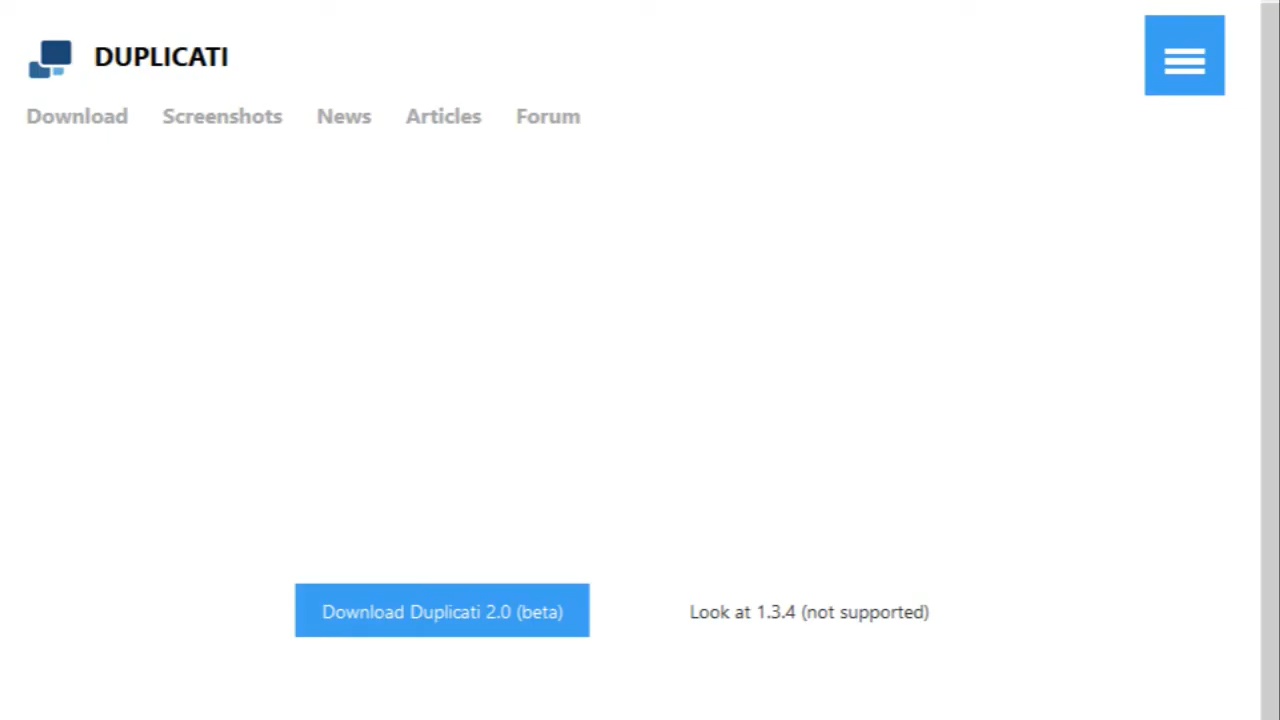 DUPLICATI
Download Screenshots News Articles Forum
Download Duplicati 2.0 (beta) Look at 1.3.4 (not supported)